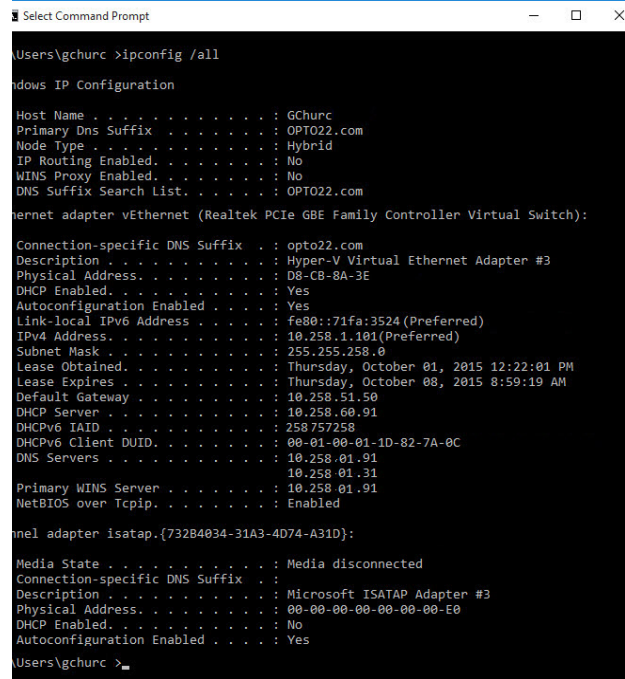 Select Command Prompt
\Users\gchurc >ipconfig /all
ndows IP Configuration
Host Name . . . . . . . . . . . . : GChurc
Primary Dns Suffix  . . . . . . . : OPTO22.com
Node Type . . . . . . . . . . . . : Hybrid
IP Routing Enabled. . . . . . . . : No
WINS Proxy Enabled. . . . . . . . : No
DNS Suffix Search List. . . . . . : OPTO22.com
ernet adapter vEthernet (Realtek PCIe GBE Family Controller Virtual Switch):
Connection-specific DNS Suffix  . : opto22.com
Description . . . . . . . . . . . : Hyper-V Virtual Ethernet Adapter #3
Physical Address. . . . . . . . . : D8-CB-8A-3E
DHCP Enabled. . . . . . . . . . . : Yes
Autoconfiguration Enabled . . . . : Yes
Link-local IPv6 Address . . . . . : fe80::71fa:3524(Preferred)
IPv4 Address. . . . . . . . . . . : 10.258.1.101(Preferred)
Subnet Mask . . . . . . . . . . . : 255.255.258.0
Lease Obtained. . . . . . . . . . : Thursday, October 01, 2015 12:22:01 PM
Lease Expires . . . . . . . . . . : Thursday, October 08, 2015 8:59:19 AM
Default Gateway . . . . . . . . . : 10.258.51.50
DHCP Server . . . . . . . . . . . : 10.258.60.91
DHCPv6 IAID . . . . . . . . . . . : 258757258
DHCPv6 Client DUID. . . . . . . . : 00-01-00-01-1D-82-7A-0C
DNS Servers . . . . . . . . . . . : 10.258.01.91
10.258.01.31
Primary WINS Server . . . . . . . : 10.258.01.91
NetBIOS over Tcpip. . . . . . . . : Enabled
nnel adapter isatap.{732B4034-31A3-4D74-A31D}:
Media State . . . . . . . . . . . : Media disconnected
Connection-specific DNS Suffix  . :
Description . . . . . . . . . . . : Microsoft ISATAP Adapter #3
Physical Address. . . . . . . . . : 00-00-00-00-00-00-00-E0
DHCP Enabled. . . . . . . . . . . : No
Autoconfiguration Enabled . . . . : Yes
\Users\gchurc >_